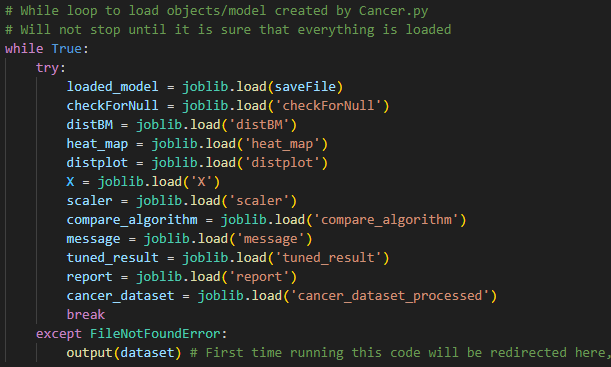 # While loop to load objects/model created by Cancer.py
# Will not stop until it is sure that everything is loaded
while True:
    try:
        loaded_model = joblib.load(saveFile)
        checkForNull = joblib.load('checkForNull')
        distBM = joblib.load('distBM')
        heat_map = joblib.load('heat_map')
        distplot = joblib.load('distplot')
        X = joblib.load('X')
        scaler = joblib.load('scaler')
        compare_algorithm = joblib.load('compare_algorithm')
        message = joblib.load('message')
        tuned_result = joblib.load('tuned_result')
        report = joblib.load('report')
        cancer_dataset = joblib.load('cancer_dataset_processed')
        break
    except FileNotFoundError:
        output(dataset) # First time running this code will be redirected here,